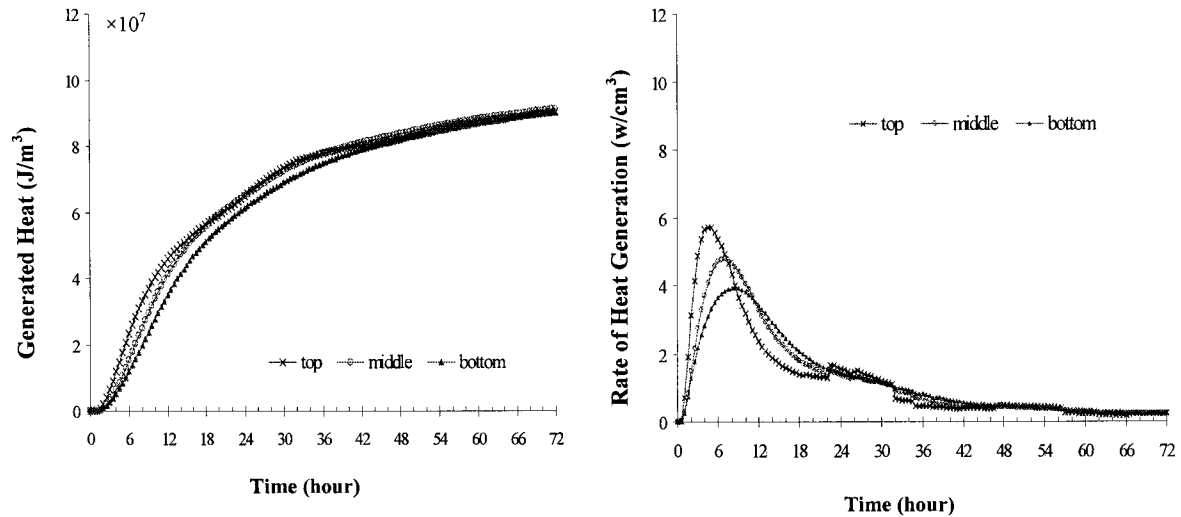 12
×10⁷
10
8
6
4
2
0
Generated Heat (J/m³)
top middle bottom
0 6 12 18 24 30 36 42 48 54 60 66 72
Time (hour)
12
10
8
6
4
2
0
Rate of Heat Generation (w/cm³)
top middle bottom
0 6 12 18 24 30 36 42 48 54 60 66 72
Time (hour)